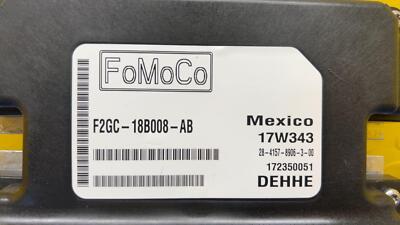 FoMoCo
F2GC-18B008-AB
Mexico
17W343
28-4157-8906-3-00
172350051
DEHHE